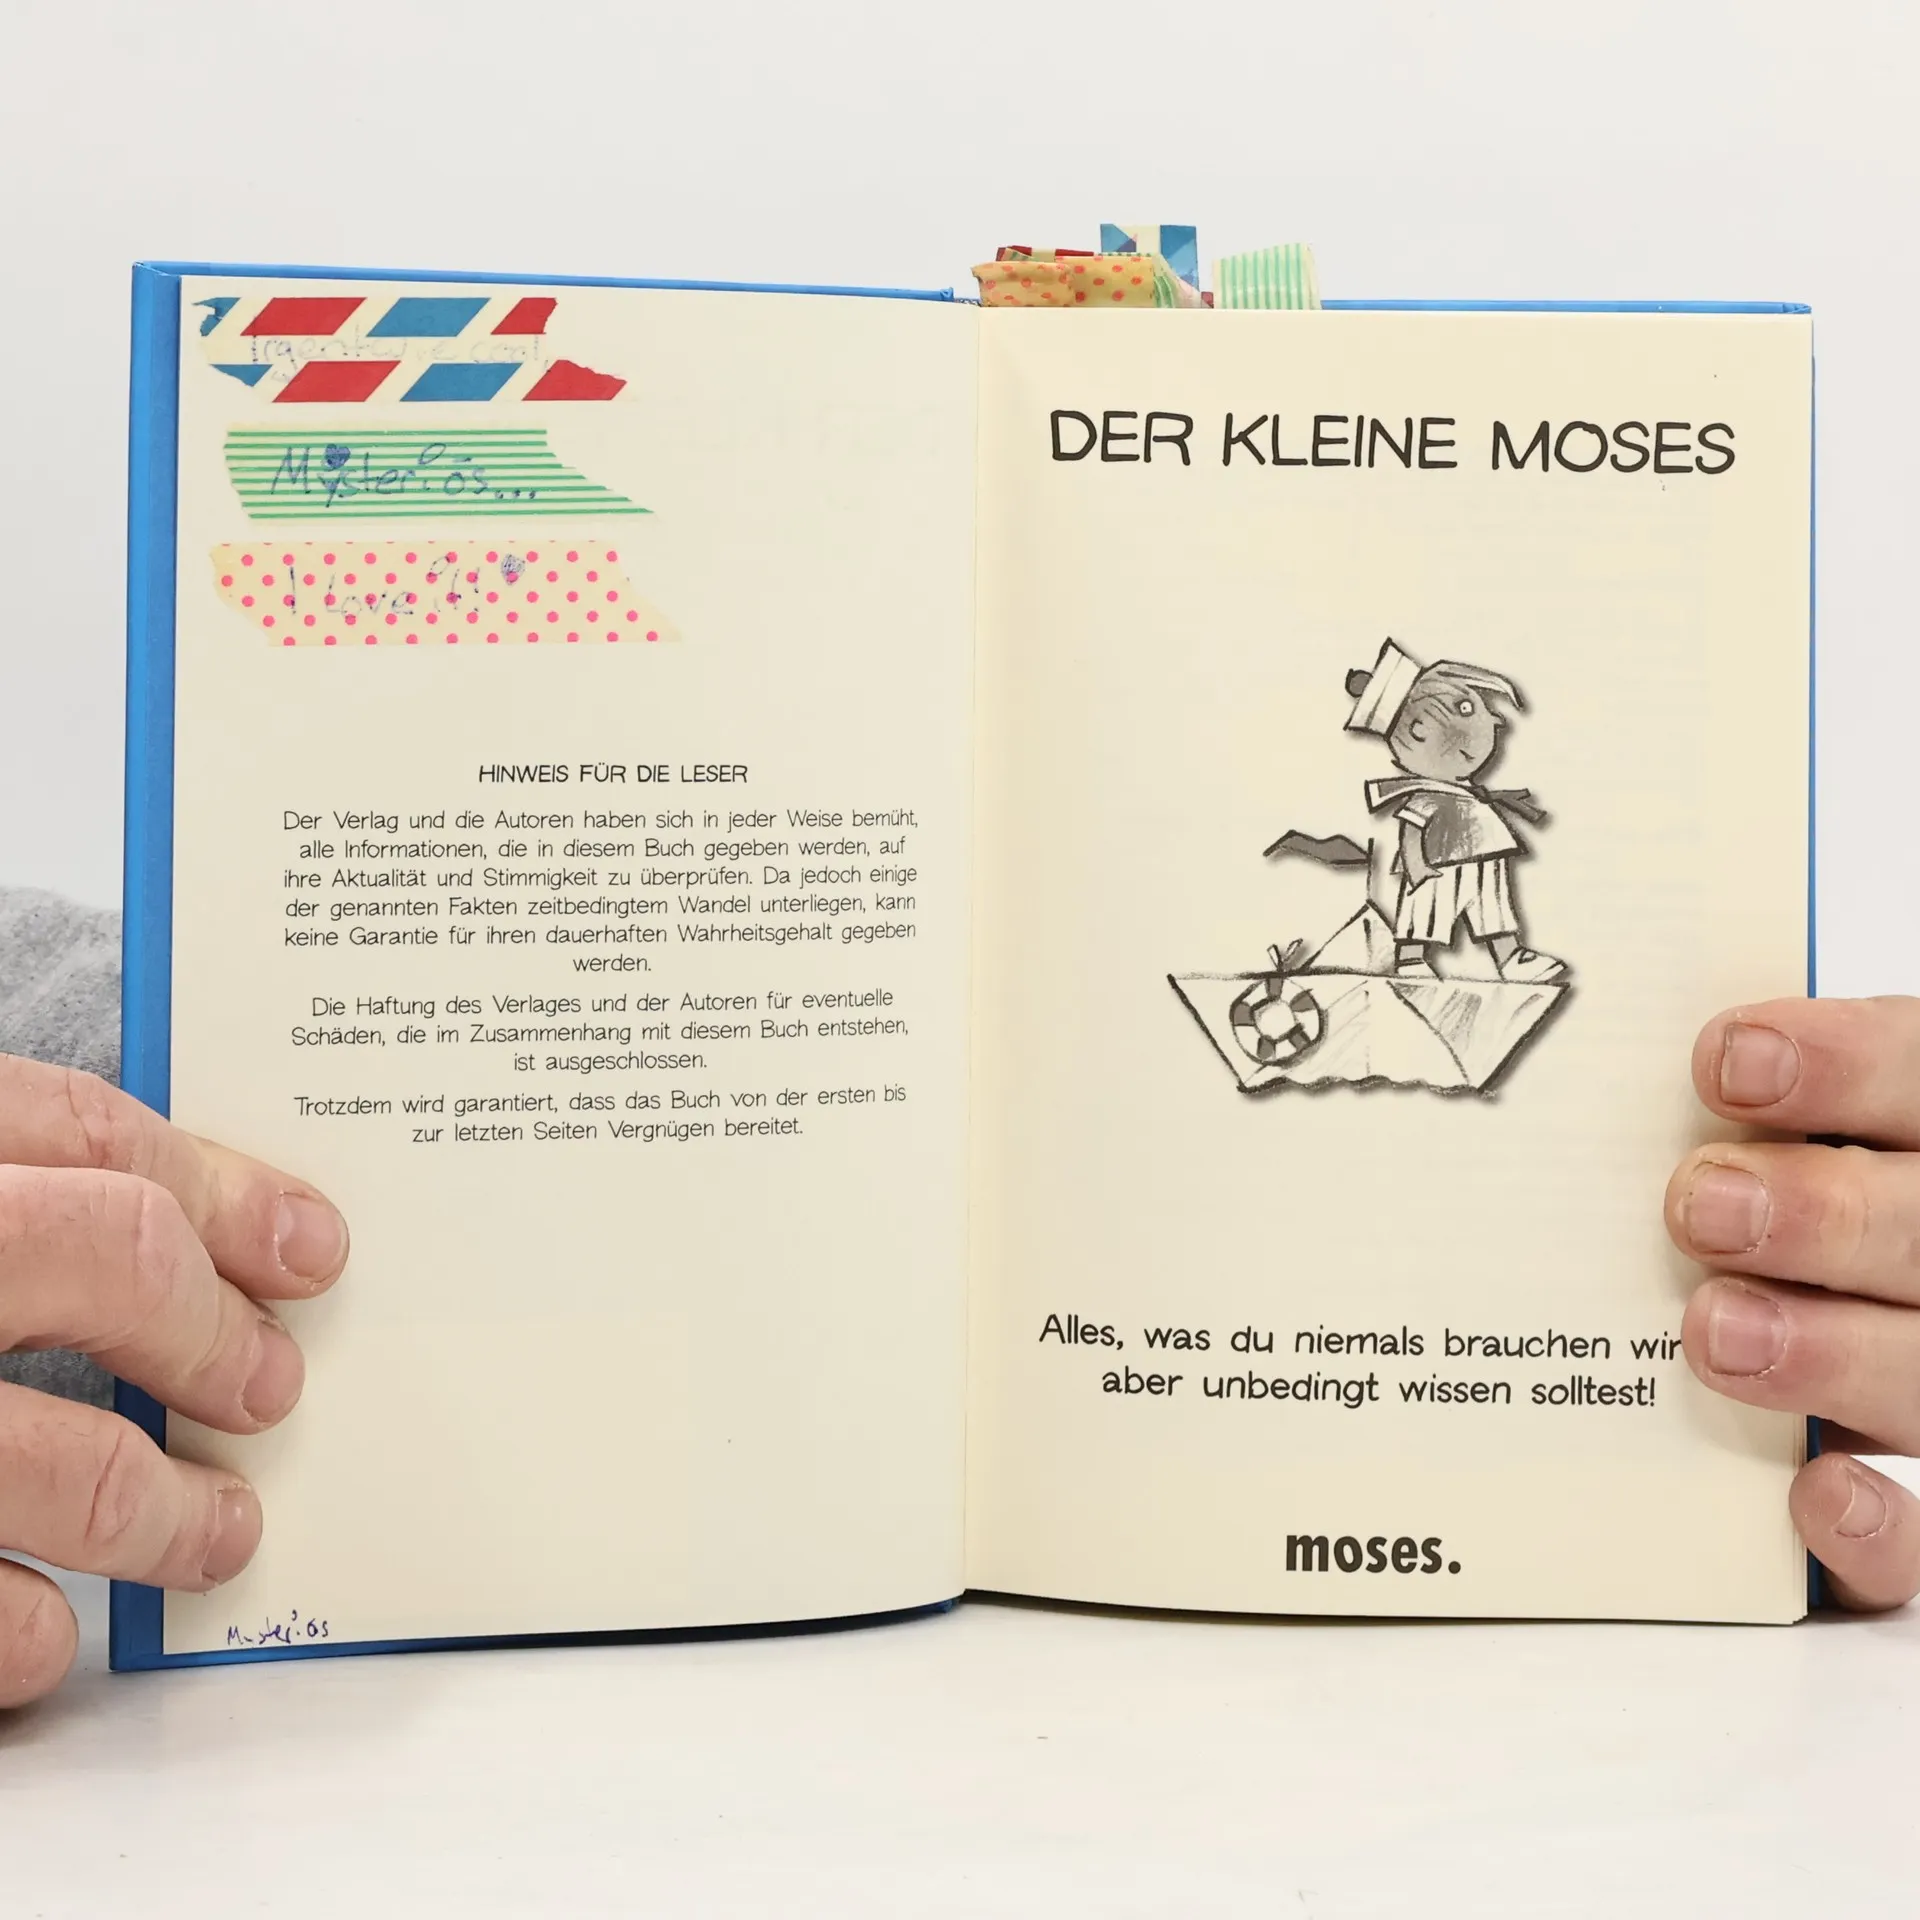 Irgentwie cool,
Mysteriös...
I Love it!
HINWEIS FÜR DIE LESER
Der Verlag und die Autoren haben sich in jeder Weise bemüht,
alle Informationen, die in diesem Buch gegeben werden, auf
ihre Aktualität und Stimmigkeit zu überprüfen. Da jedoch einige
der genannten Fakten zeitbedingtem Wandel unterliegen, kann
keine Garantie für ihren dauerhaften Wahrheitsgehalt gegeben
werden.
Die Haftung des Verlages und der Autoren für eventuelle
Schäden, die im Zusammenhang mit diesem Buch entstehen,
ist ausgeschlossen.
Trotzdem wird garantiert, dass das Buch von der ersten bis
zur letzten Seiten Vergnügen bereitet.
DER KLEINE MOSES
Alles, was du niemals brauchen wir
aber unbedingt wissen solltest!
moses.